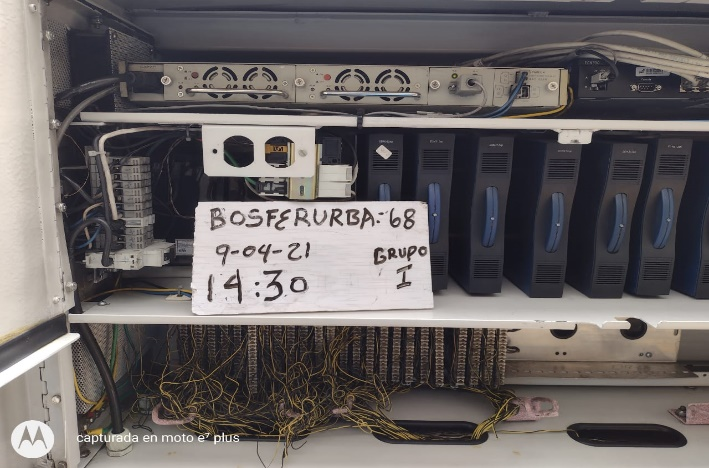 BOSFERURBA-68
9-04-21
GRUPO
I
14:30
capturada en moto e⁷ plus